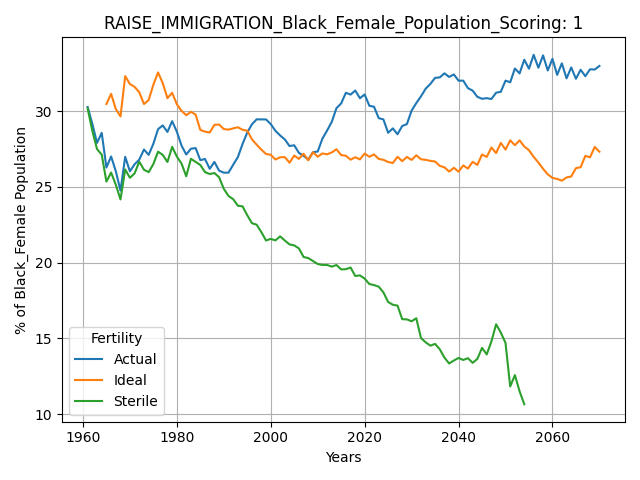 RAISE_IMMIGRATION_Black_Female_Population_Scoring: 1
% of Black_Female Population
30
25
20
15
10
Fertility
Actual
Ideal
Sterile
1960 1980 2000 2020 2040 2060
Years